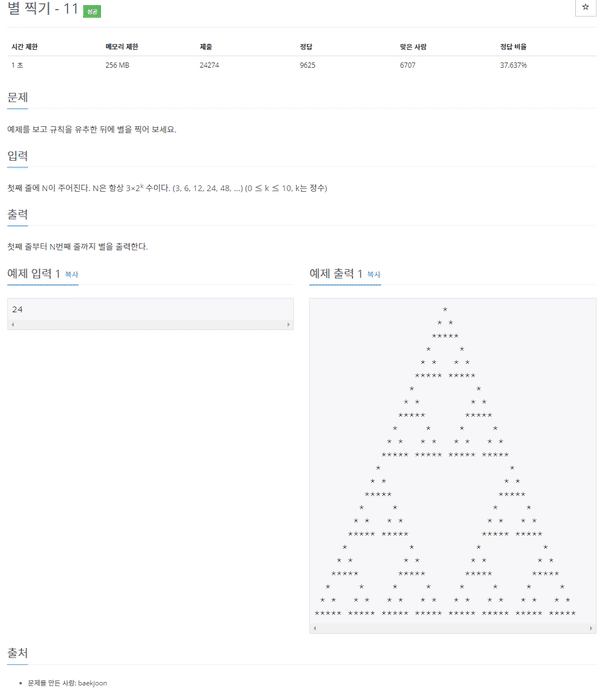 별 찍기 - 11 성공
☆
시간 제한 메모리 제한 제출 정답 맞은 사람 정답 비율
1 초 256 MB 24274 9625 6707 37.637%
문제
예제를 보고 규칙을 유추한 뒤에 별을 찍어 보세요.
입력
첫째 줄에 N이 주어진다. N은 항상 3×2^k 수이다. (3, 6, 12, 24, 48, ...) (0 ≤ k ≤ 10, k는 정수)
출력
첫째 줄부터 N번째 줄까지 별을 출력한다.
예제 입력 1 복사
24
예제 출력 1 복사
                       *
                      * *
                     *****
                    *     *
                   * *   * *
                  ***** *****
                 *           *
                * *         * *
               *****       *****
              *     *     *     *
             * *   * *   * *   * *
            ***** ***** ***** *****
           *                       *
          * *                     * *
         *****                   *****
        *     *                 *     *
       * *   * *               * *   * *
      ***** *****             ***** *****
     *           *           *           *
    * *         * *         * *         * *
   *****       *****       *****       *****
  *     *     *     *     *     *     *     *
 * *   * *   * *   * *   * *   * *   * *   * *
***** ***** ***** ***** ***** ***** ***** *****
출처
• 문제를 만든 사람: baekjoon